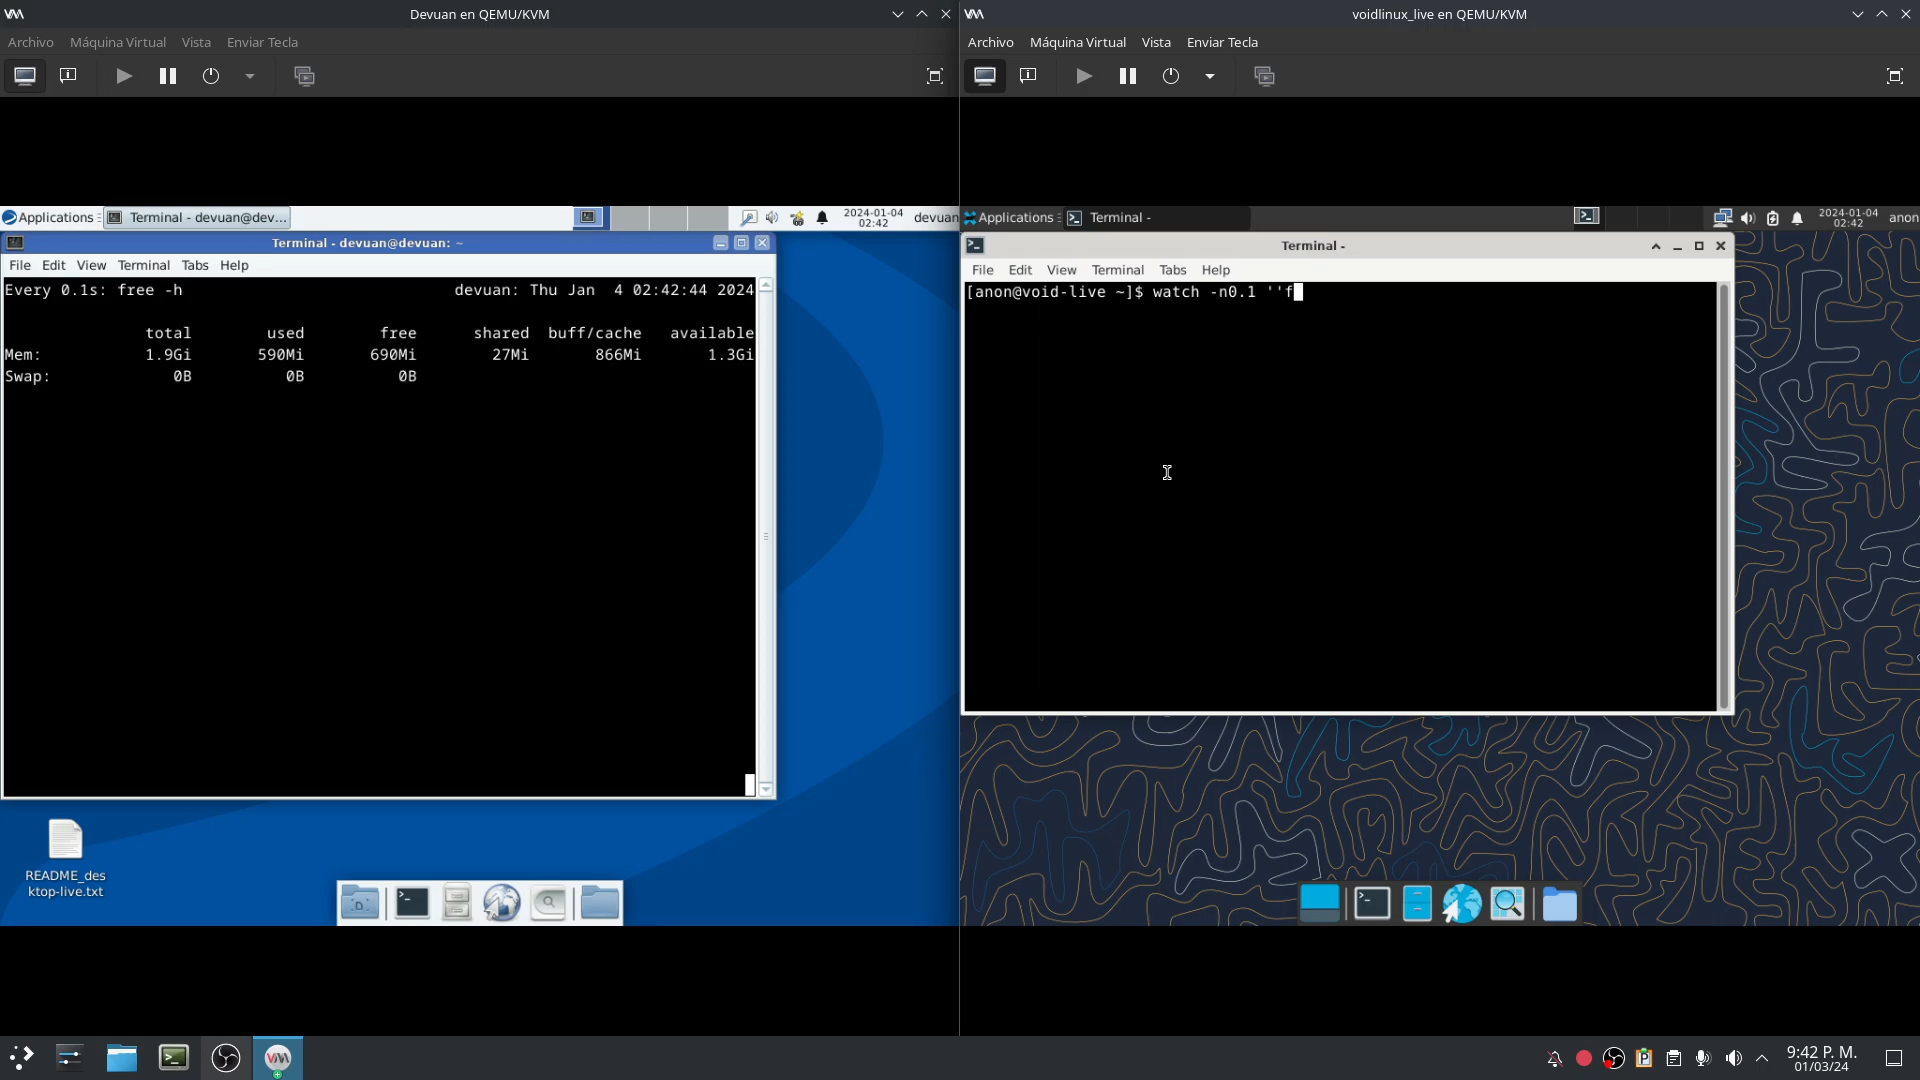 Devuan en QEMU/KVM
Archivo Máquina Virtual Vista Enviar Tecla
Applications
Terminal - devuan@dev...
2024-01-04
02:42
devuan
Terminal - devuan@devuan: ~
File Edit View Terminal Tabs Help
Every 0.1s: free -h devuan: Thu Jan 4 02:42:44 2024
total used free shared buff/cache available
Mem: 1.9Gi 590Mi 690Mi 27Mi 866Mi 1.3Gi
Swap: 0B 0B 0B
README_des
ktop-live.txt
voidlinux_live en QEMU/KVM
Archivo Máquina Virtual Vista Enviar Tecla
Applications
Terminal -
2024-01-04
02:42
anon
Terminal -
File Edit View Terminal Tabs Help
[anon@void-live ~]$ watch -n0.1 ''f
9:42 P. M.
01/03/24